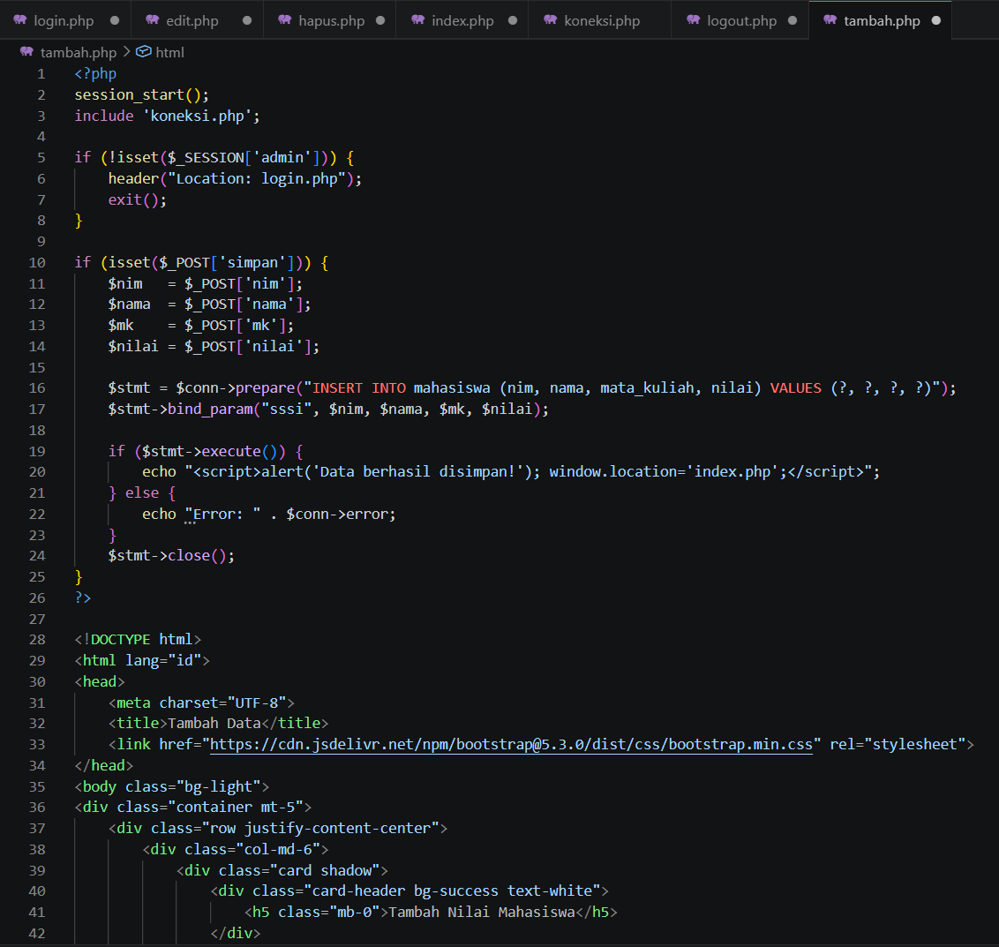 login.php edit.php hapus.php index.php koneksi.php logout.php tambah.php
tambah.php > html
1 <?php
2 session_start();
3 include 'koneksi.php';
4
5 if (!isset($_SESSION['admin'])) {
6     header("Location: login.php");
7     exit();
8 }
9
10 if (isset($_POST['simpan'])) {
11     $nim   = $_POST['nim'];
12     $nama  = $_POST['nama'];
13     $mk    = $_POST['mk'];
14     $nilai = $_POST['nilai'];
15
16     $stmt = $conn->prepare("INSERT INTO mahasiswa (nim, nama, mata_kuliah, nilai) VALUES (?, ?, ?, ?)");
17     $stmt->bind_param("sssi", $nim, $nama, $mk, $nilai);
18
19     if ($stmt->execute()) {
20         echo "<script>alert('Data berhasil disimpan!'); window.location='index.php';</script>";
21     } else {
22         echo "Error: " . $conn->error;
23     }
24     $stmt->close();
25 }
26 ?>
27
28 <!DOCTYPE html>
29 <html lang="id">
30 <head>
31     <meta charset="UTF-8">
32     <title>Tambah Data</title>
33     <link href="https://cdn.jsdelivr.net/npm/bootstrap@5.3.0/dist/css/bootstrap.min.css" rel="stylesheet">
34 </head>
35 <body class="bg-light">
36 <div class="container mt-5">
37     <div class="row justify-content-center">
38         <div class="col-md-6">
39             <div class="card shadow">
40                 <div class="card-header bg-success text-white">
41                     <h5 class="mb-0">Tambah Nilai Mahasiswa</h5>
42                 </div>